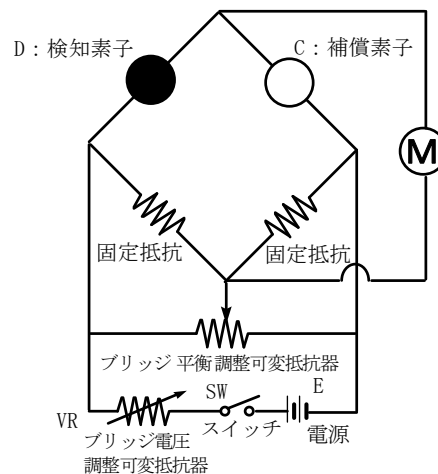 D：検知素子
C：補償素子
M
固定抵抗
固定抵抗
ブリッジ平衡調整可変抵抗器
SW
E
VR
スイッチ
電源
ブリッジ電圧
調整可変抵抗器